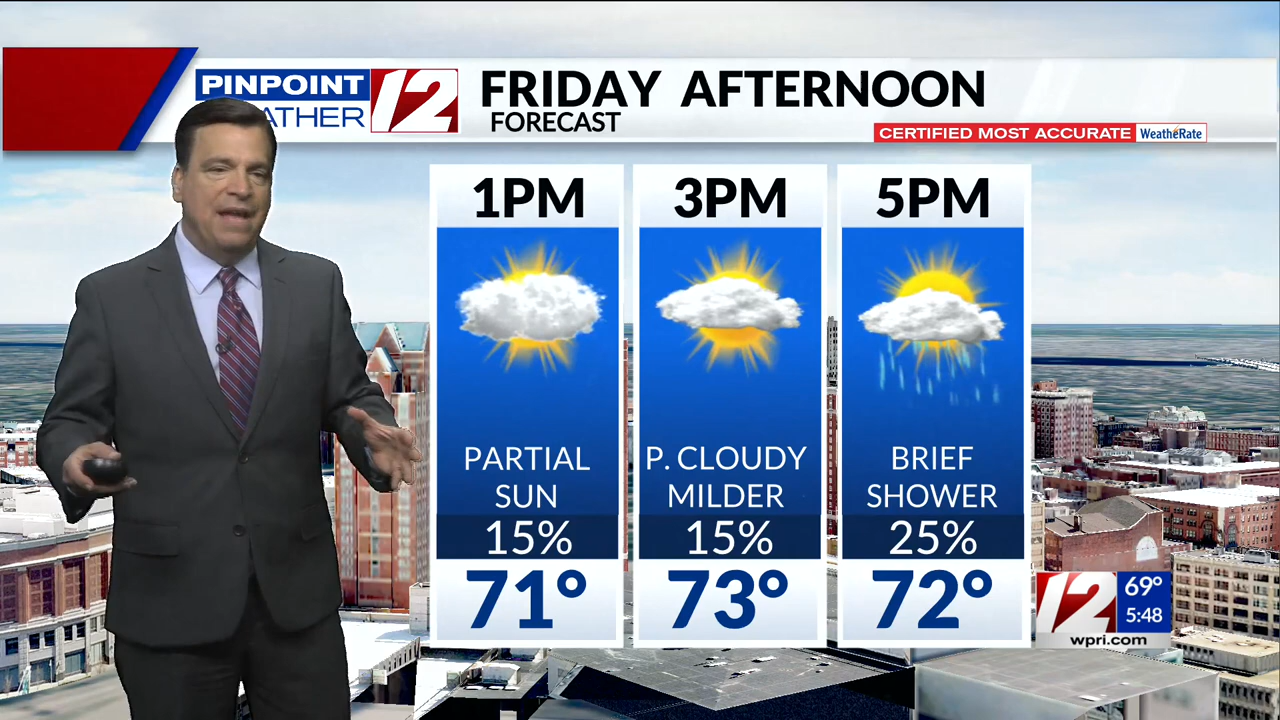 PINPOINT
WEATHER 12
FRIDAY AFTERNOON
FORECAST
CERTIFIED MOST ACCURATE WeatheRate
1PM
PARTIAL
SUN
15%
71°
3PM
P. CLOUDY
MILDER
15%
73°
5PM
BRIEF
SHOWER
25%
72°
12
69°
5:48
wpri.com